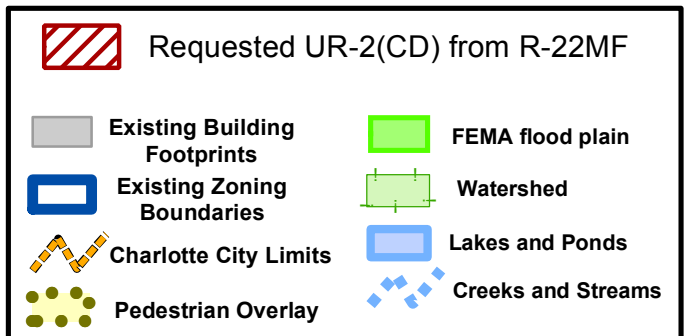 Requested UR-2(CD) from R-22MF
Existing Building
Footprints
Existing Zoning
Boundaries
Charlotte City Limits
Pedestrian Overlay
FEMA flood plain
Watershed
Lakes and Ponds
Creeks and Streams